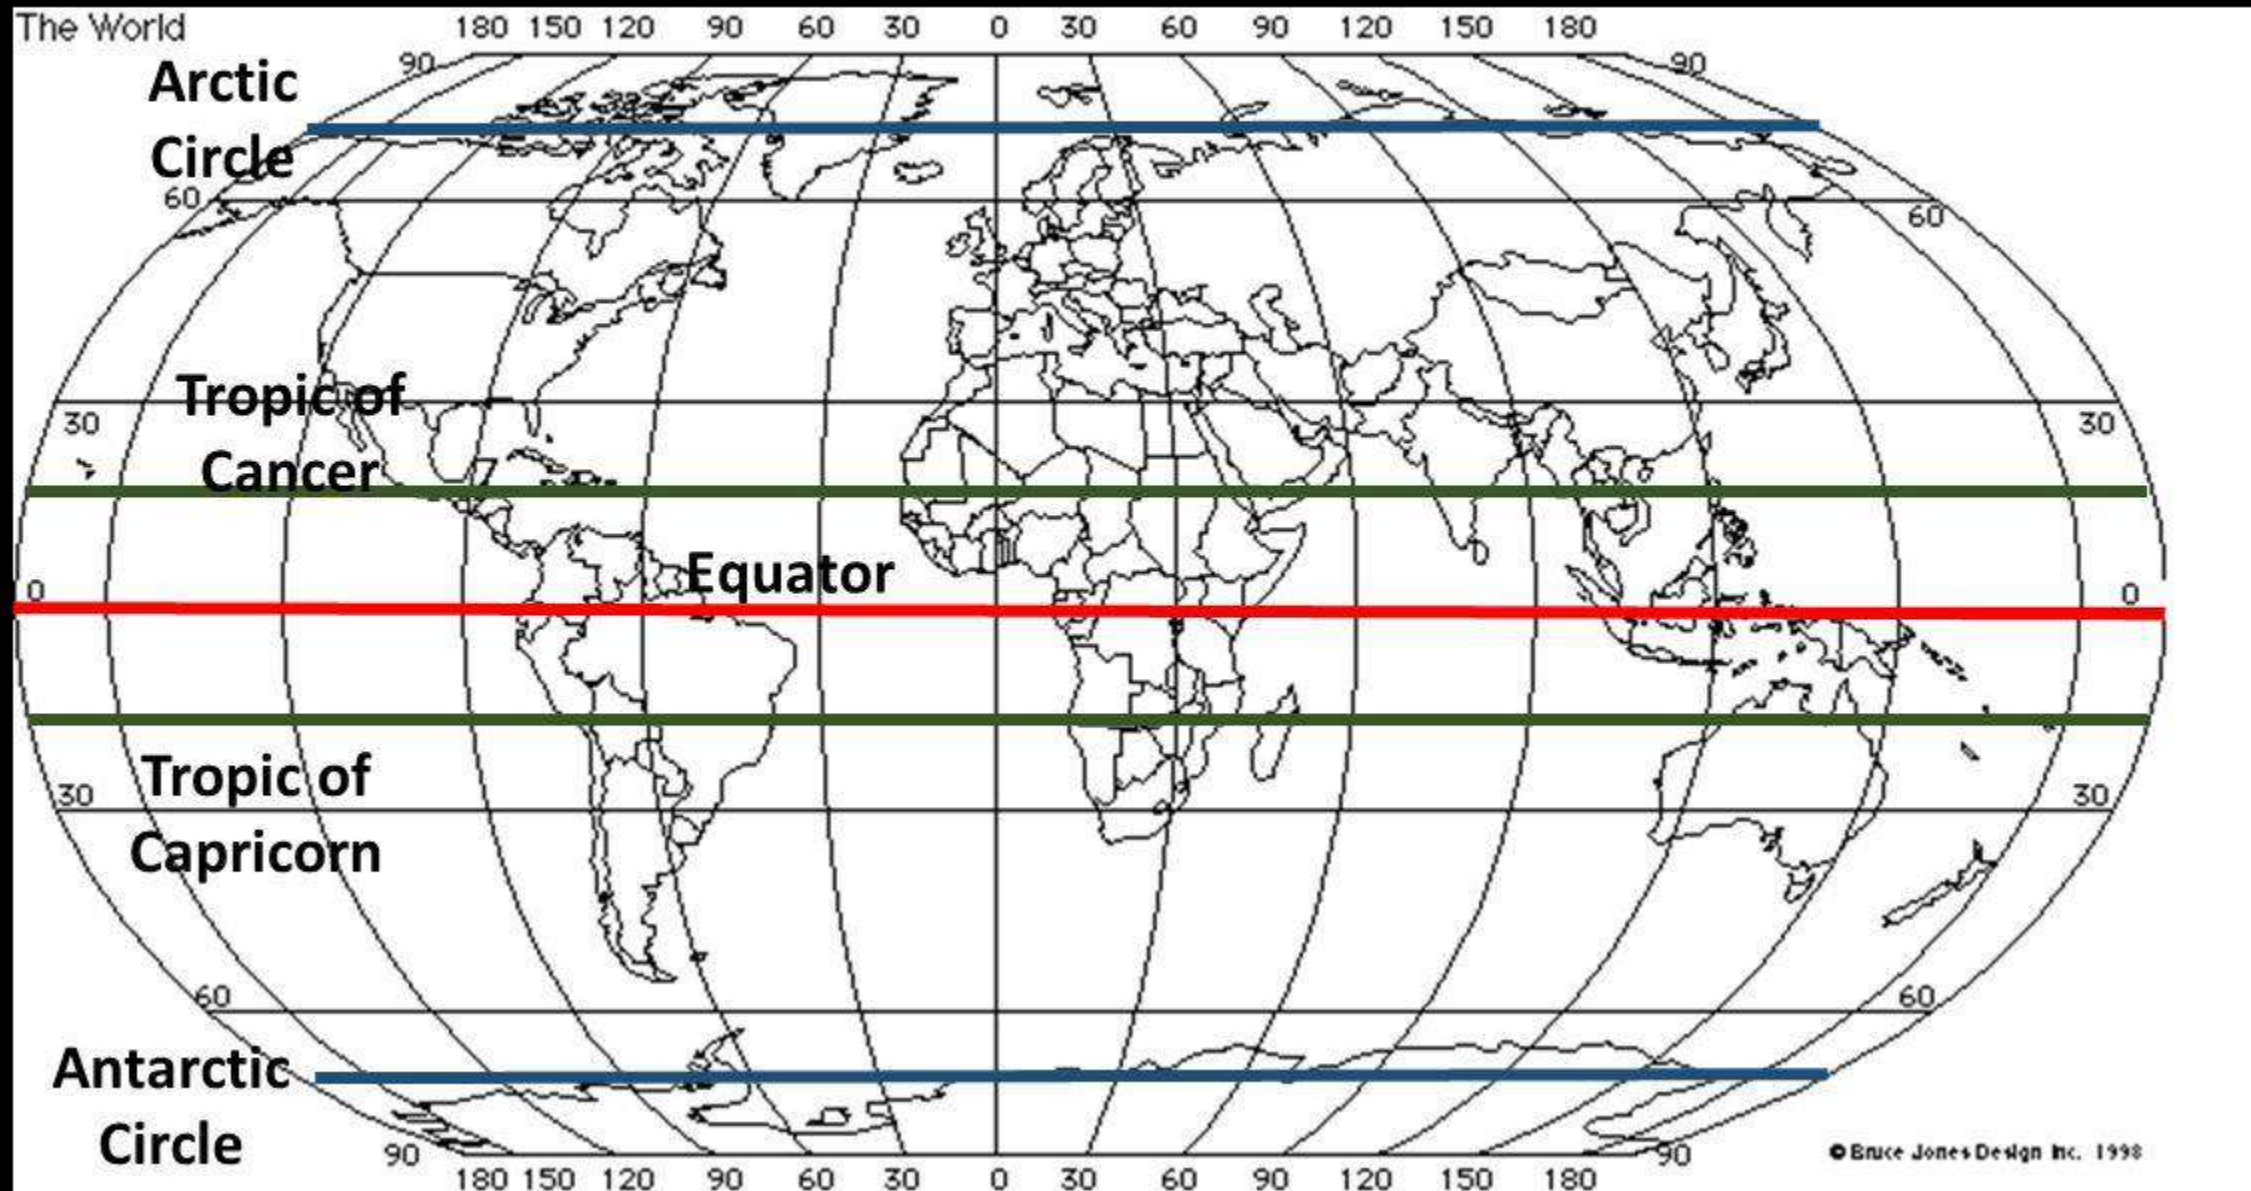 The World
180 150 120 90 60 30 0 30 60 90 120 150 180
90 90
Arctic
Circle
60 60
Tropic of
30 30
Cancer
Equator
0 0
Tropic of
30 30
Capricorn
60 60
Antarctic
Circle
90 90
© Bruce Jones Design Inc. 1998
180 150 120 90 60 30 0 30 60 90 120 150 180